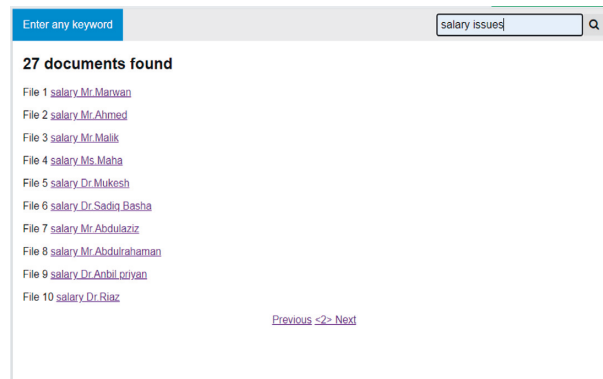 Enter any keyword
salary issues
27 documents found
File 1 salary Mr.Marwan
File 2 salary Mr.Ahmed
File 3 salary Mr.Malik
File 4 salary Ms.Maha
File 5 salary Dr.Mukesh
File 6 salary Dr.Sadiq Basha
File 7 salary Mr.Abdulaziz
File 8 salary Mr.Abdulrahaman
File 9 salary Dr.Anbil priyan
File 10 salary Dr.Riaz
Previous <2> Next